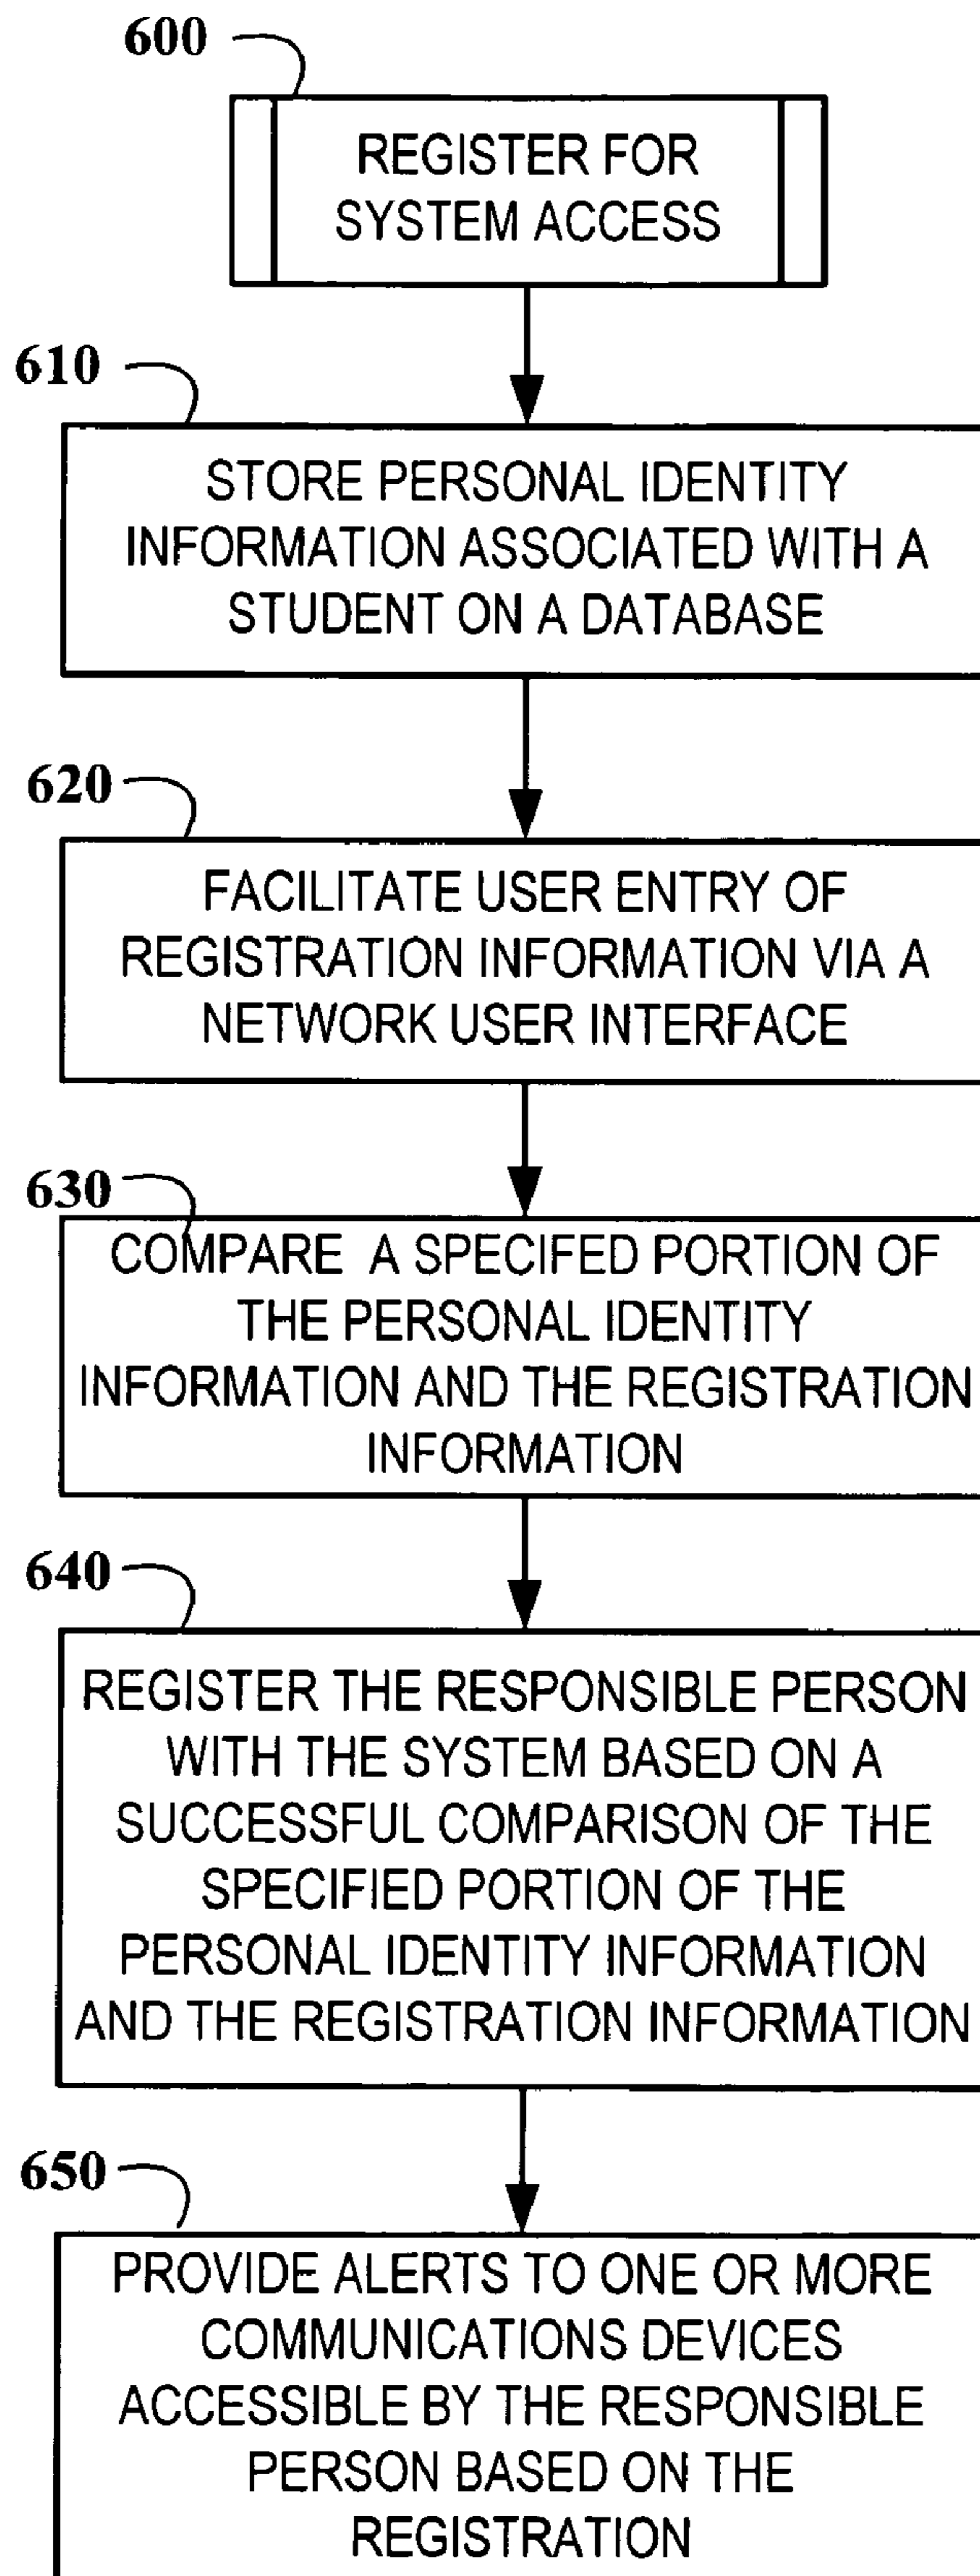 600
REGISTER FOR
SYSTEM ACCESS
610
STORE PERSONAL IDENTITY
INFORMATION ASSOCIATED WITH A
STUDENT ON A DATABASE
620
FACILITATE USER ENTRY OF
REGISTRATION INFORMATION VIA A
NETWORK USER INTERFACE
630
COMPARE A SPECIFED PORTION OF
THE PERSONAL IDENTITY
INFORMATION AND THE REGISTRATION
INFORMATION
640
REGISTER THE RESPONSIBLE PERSON
WITH THE SYSTEM BASED ON A
SUCCESSFUL COMPARISON OF THE
SPECIFIED PORTION OF THE
PERSONAL IDENTITY INFORMATION
AND THE REGISTRATION INFORMATION
650
PROVIDE ALERTS TO ONE OR MORE
COMMUNICATIONS DEVICES
ACCESSIBLE BY THE RESPONSIBLE
PERSON BASED ON THE
REGISTRATION